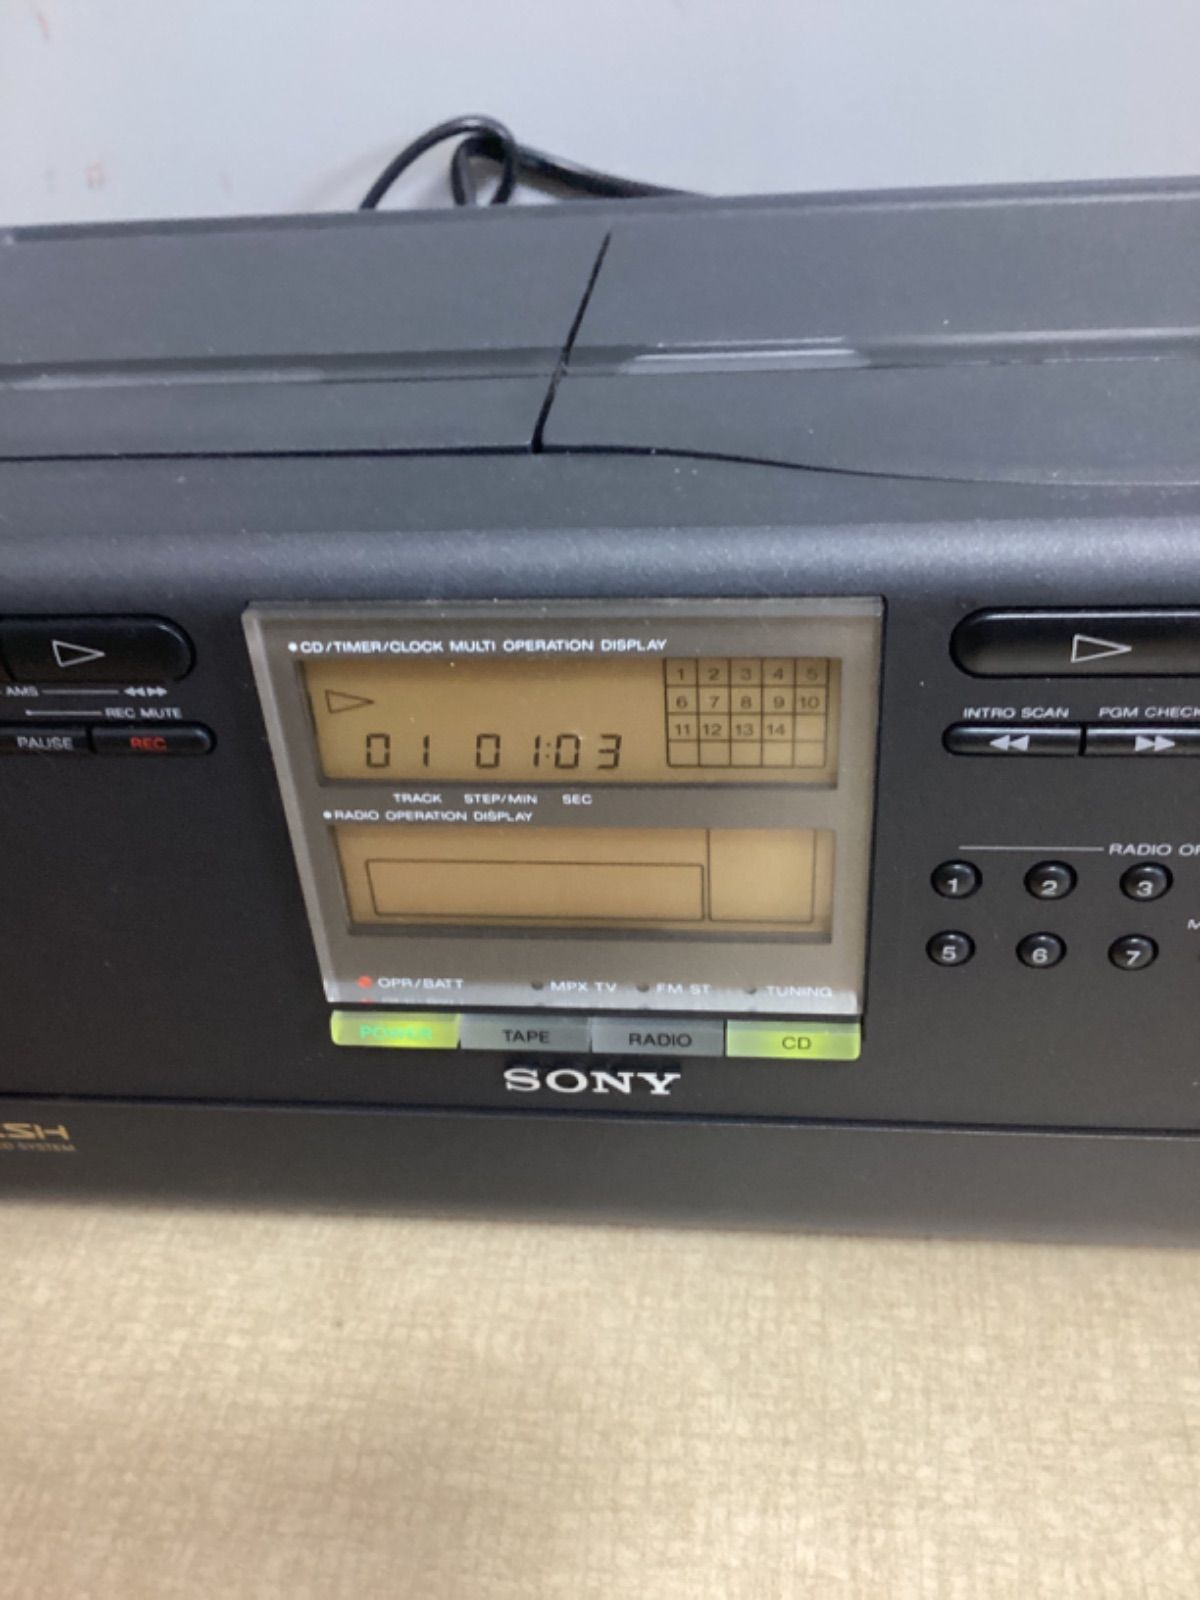 CD/TIMER/CLOCK MULTI OPERATION DISPLAY
1 2 3 4 5
6 7 8 9 10
11 12 13 14
01 01:03
TRACK STEP/MIN SEC
RADIO OPERATION DISPLAY
AMS
REC MUTE
PAUSE REC
INTRO SCAN PGM CHECK
RADIO
1 2 3
5 6 7
OPR/BATT MPX TV FM ST TUNING
POWER TAPE RADIO CD
SONY
SYSTEM